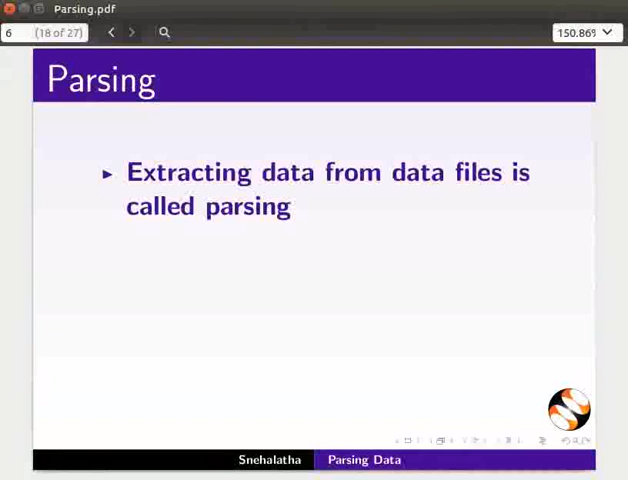 Parsing.pdf
6 (18 of 27) 150.86%
Parsing
Extracting data from data files is
called parsing
Snehalatha Parsing Data